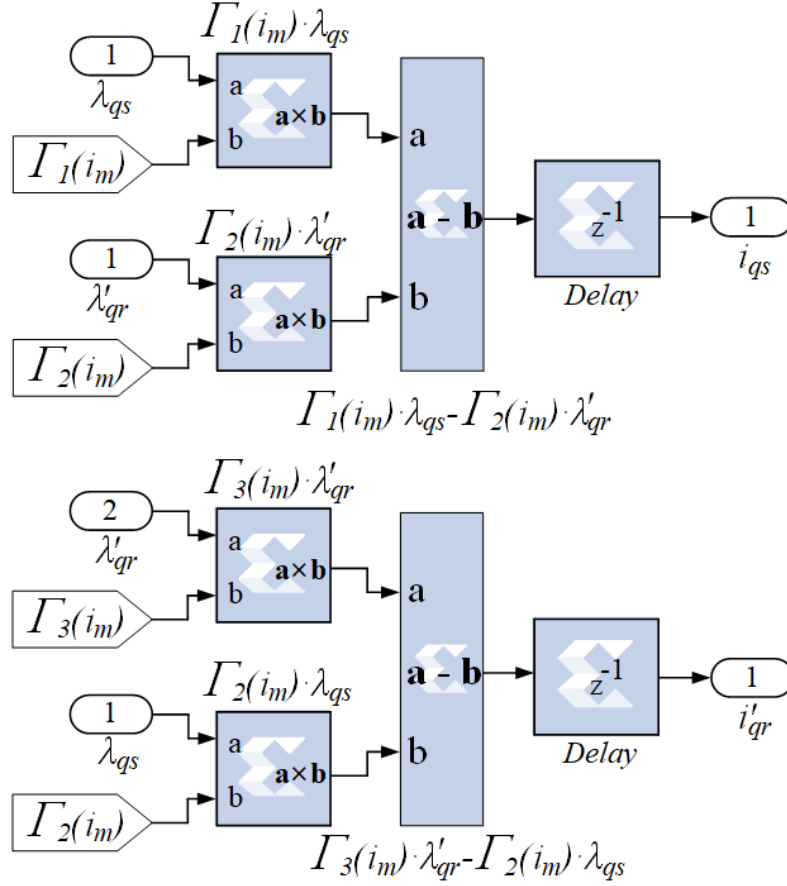 Γ₁(iₘ)·λqs
1
λqs
a
b
a×b
Γ₁(iₘ)
a
a - b
b
z⁻¹
Delay
1
iqs
Γ₂(iₘ)·λ'qr
1
λ'qr
a
b
a×b
Γ₂(iₘ)
Γ₁(iₘ)·λqs-Γ₂(iₘ)·λ'qr
Γ₃(iₘ)·λ'qr
2
λ'qr
a
b
a×b
Γ₃(iₘ)
a
a - b
b
z⁻¹
Delay
1
i'qr
Γ₂(iₘ)·λqs
1
λqs
a
b
a×b
Γ₂(iₘ)
Γ₃(iₘ)·λ'qr-Γ₂(iₘ)·λqs